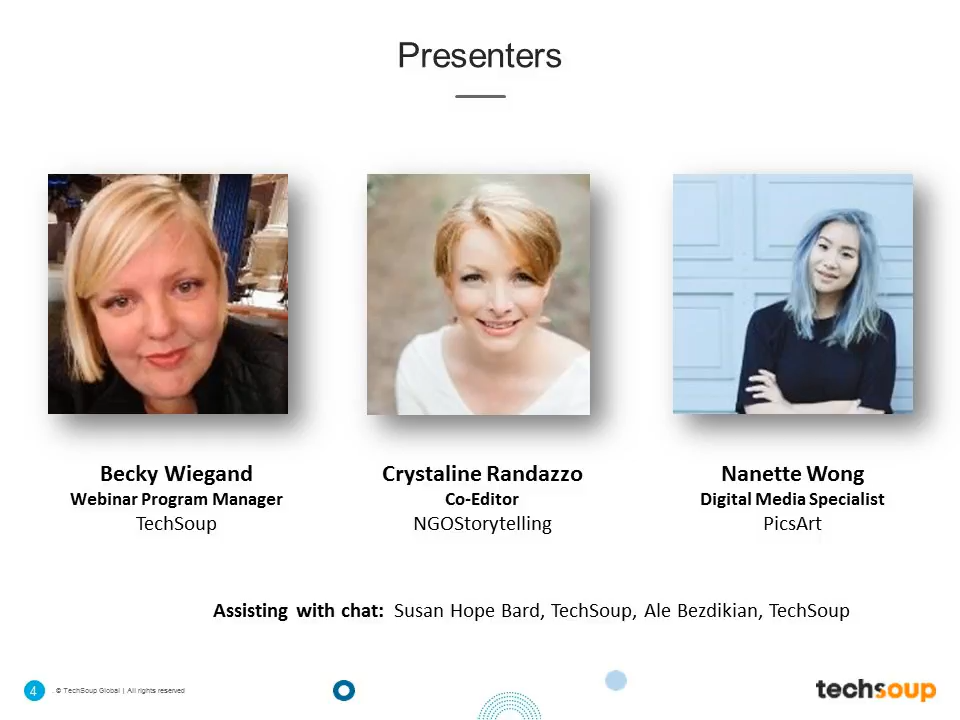 Presenters
Becky Wiegand
Webinar Program Manager
TechSoup
Crystaline Randazzo
Co-Editor
NGOStorytelling
Nanette Wong
Digital Media Specialist
PicsArt
Assisting with chat: Susan Hope Bard, TechSoup, Ale Bezdikian, TechSoup
4
. © TechSoup Global | All rights reserved
techsoup